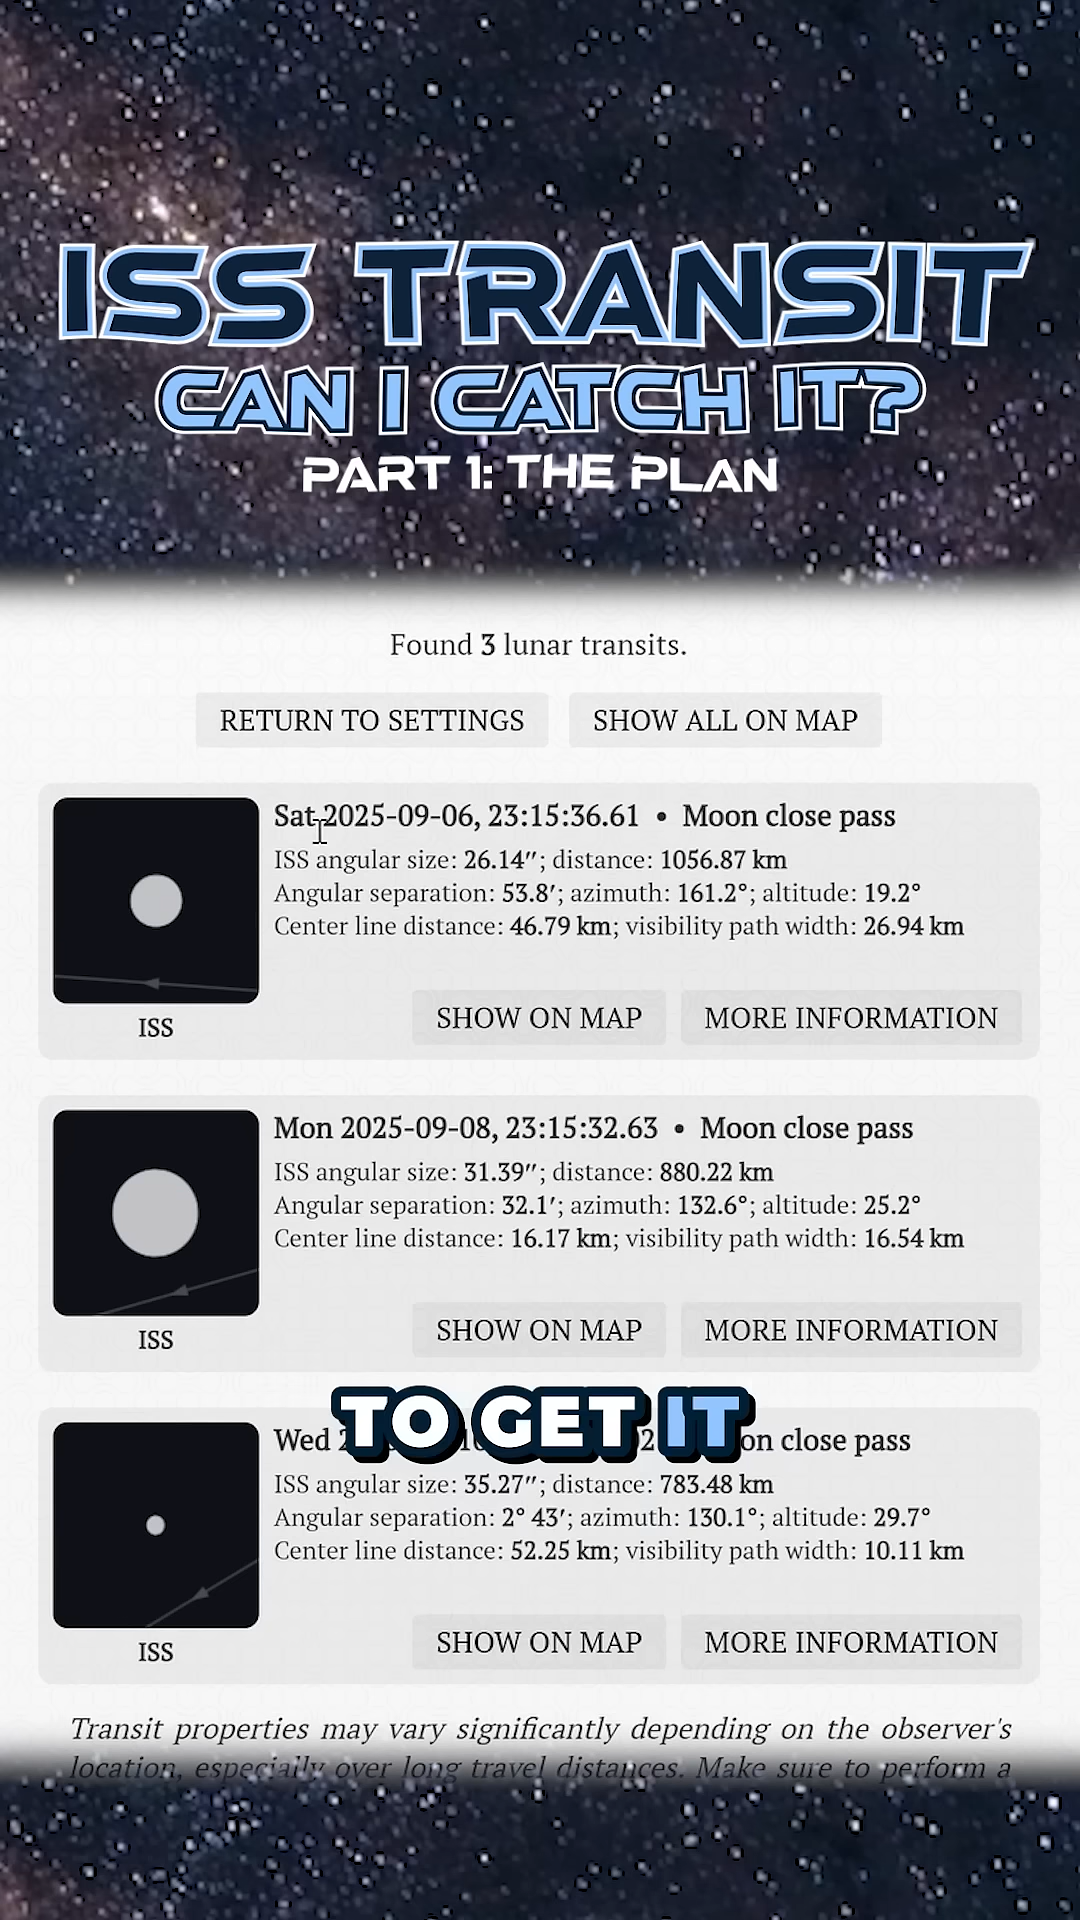 ISS TRANSIT
CAN I CATCH IT?
PART 1: THE PLAN
Found 3 lunar transits.
RETURN TO SETTINGS SHOW ALL ON MAP
Sat 2025-09-06, 23:15:36.61 • Moon close pass
ISS angular size: 26.14″; distance: 1056.87 km
Angular separation: 53.8′; azimuth: 161.2°; altitude: 19.2°
Center line distance: 46.79 km; visibility path width: 26.94 km
ISS
SHOW ON MAP MORE INFORMATION
Mon 2025-09-08, 23:15:32.63 • Moon close pass
ISS angular size: 31.39″; distance: 880.22 km
Angular separation: 32.1′; azimuth: 132.6°; altitude: 25.2°
Center line distance: 16.17 km; visibility path width: 16.54 km
ISS
SHOW ON MAP MORE INFORMATION
TO GET IT
Wed close pass
ISS angular size: 35.27″; distance: 783.48 km
Angular separation: 2° 43′; azimuth: 130.1°; altitude: 29.7°
Center line distance: 52.25 km; visibility path width: 10.11 km
ISS
SHOW ON MAP MORE INFORMATION
Transit properties may vary significantly depending on the observer's
location, especially over long travel distances. Make sure to perform a